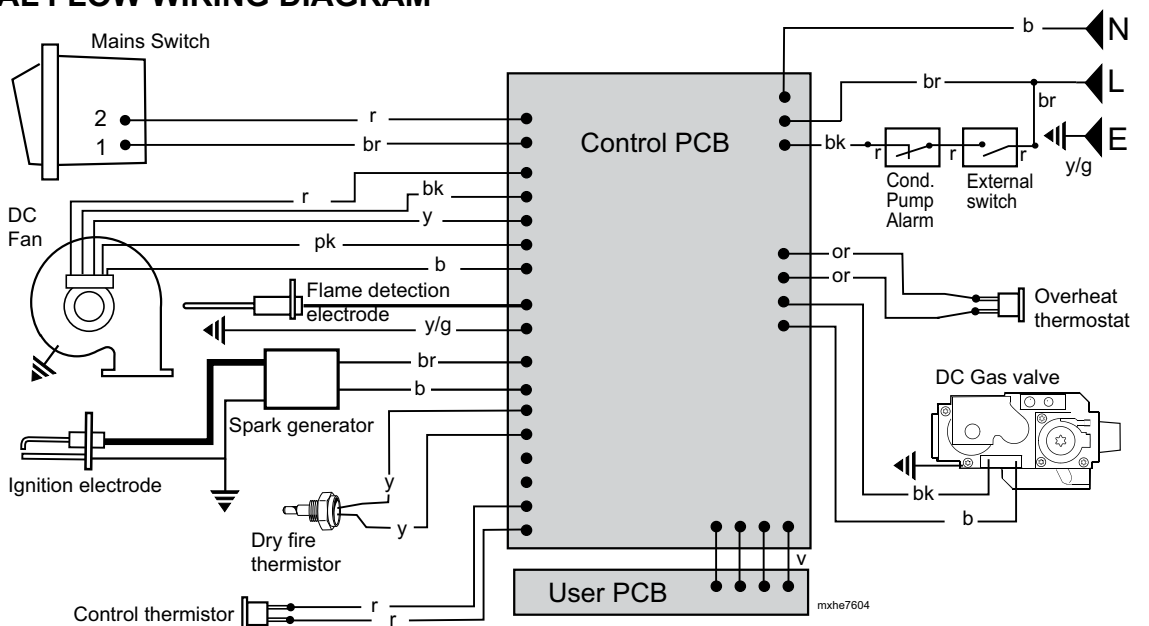 AL FLOW WIRING DIAGRAM
Mains Switch
2
1
r
br
b
N
br
L
br
bk
r
r
r
E
y/g
Control PCB
Cond.
Pump
Alarm
External
switch
DC
Fan
r
bk
y
pk
b
Flame detection
electrode
y/g
or
or
Overheat
thermostat
br
b
Spark generator
DC Gas valve
Ignition electrode
y
y
bk
b
Dry fire
thermistor
v
User PCB
mxhe7604
Control thermistor
r
r